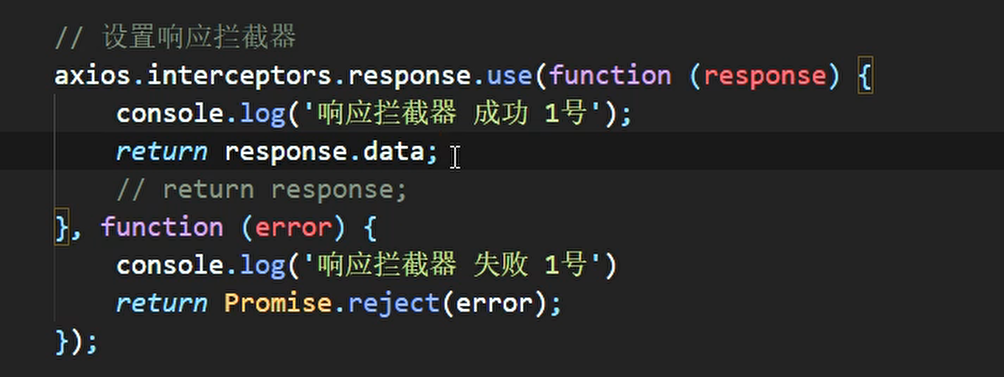 // 设置响应拦截器
axios.interceptors.response.use(function (response) {
    console.log('响应拦截器 成功 1号');
    return response.data;
    // return response;
}, function (error) {
    console.log('响应拦截器 失败 1号')
    return Promise.reject(error);
});